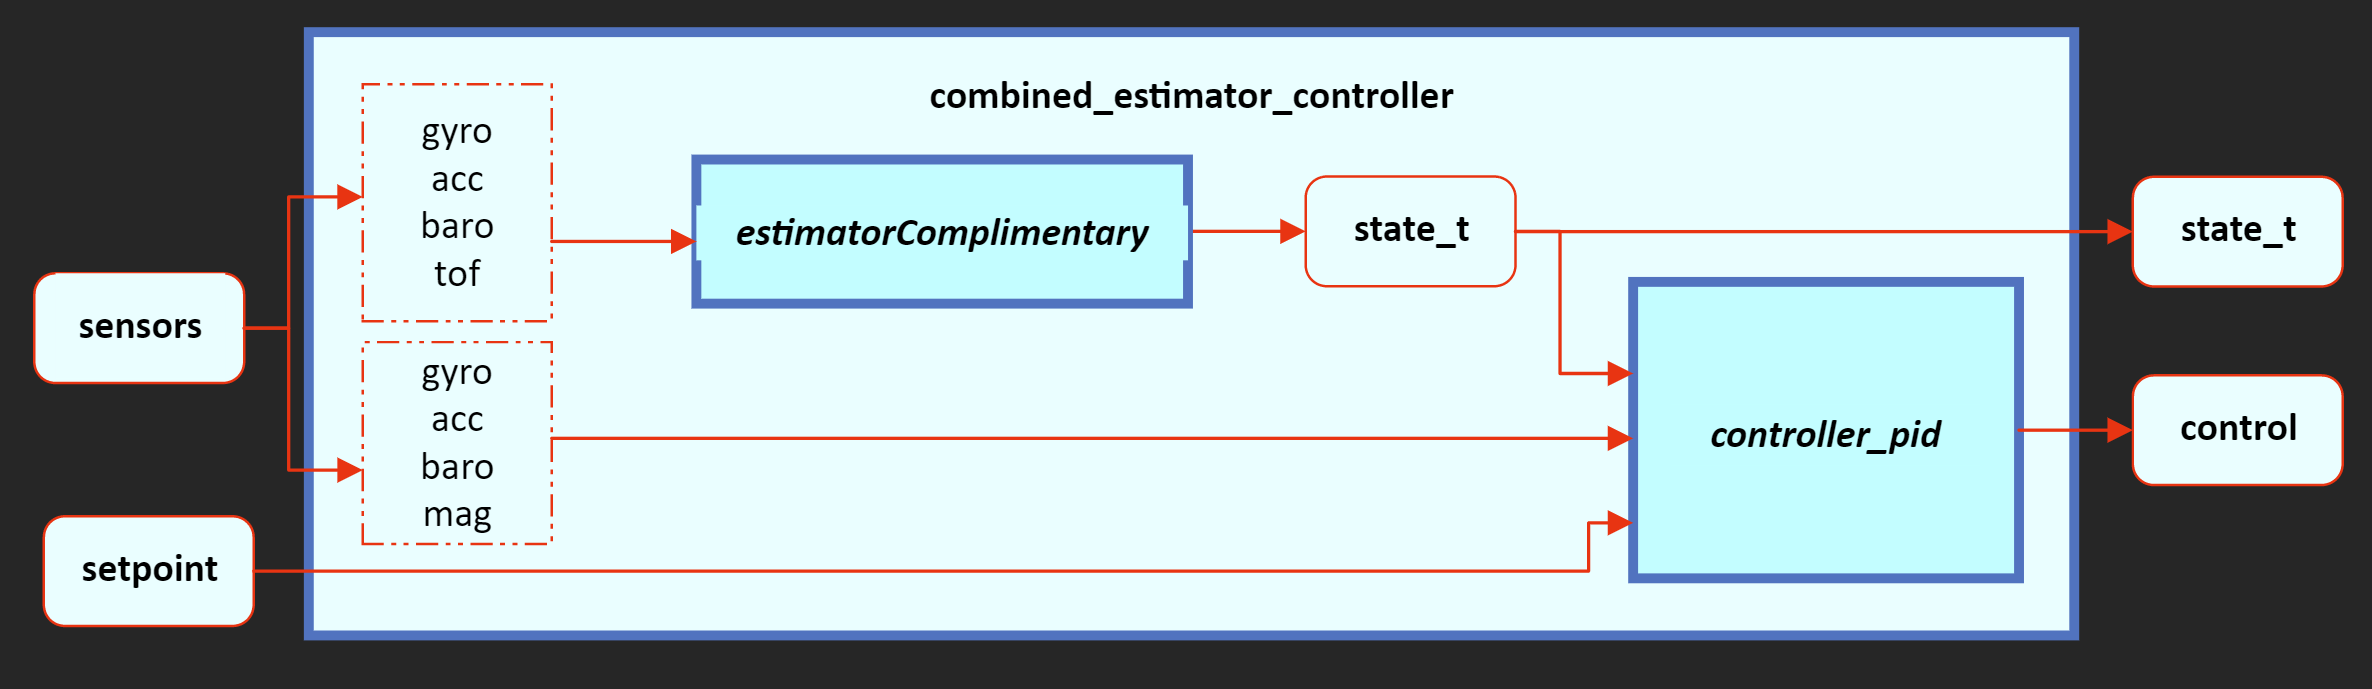 combined_estimator_controller
sensors
setpoint
gyro
acc
baro
tof
gyro
acc
baro
mag
estimatorComplimentary
state_t
controller_pid
state_t
control